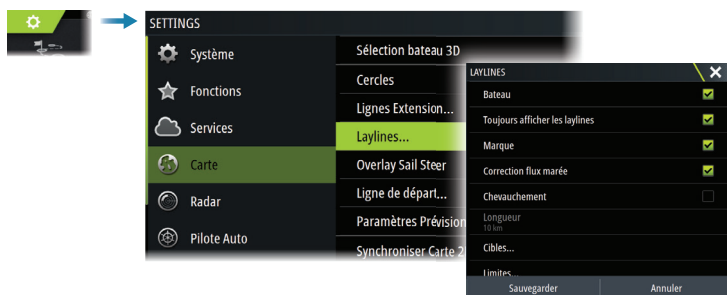 SETTINGS
Système
Fonctions
Services
Carte
Radar
Pilote Auto
Sélection bateau 3D
Cercles
Lignes Extension...
Laylines...
Overlay Sail Steer
Ligne de départ...
Paramètres Prévision
Synchroniser Carte 2
LAYLINES
Bateau
Toujours afficher les laylines
Marque
Correction flux marée
Chevauchement
Longueur
10 km
Cibles...
Limites...
Sauvegarder
Annuler